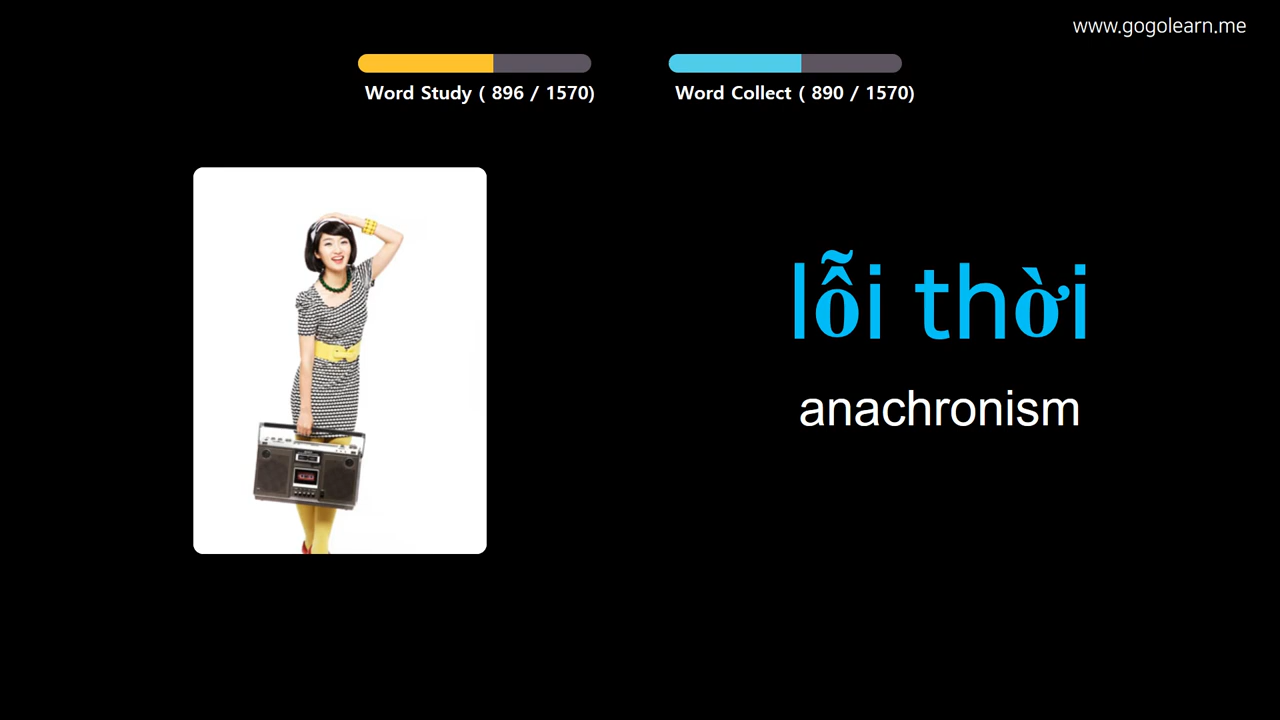 www.gogolearn.me
Word Study ( 896 / 1570)
Word Collect ( 890 / 1570)
lỗi thời
anachronism